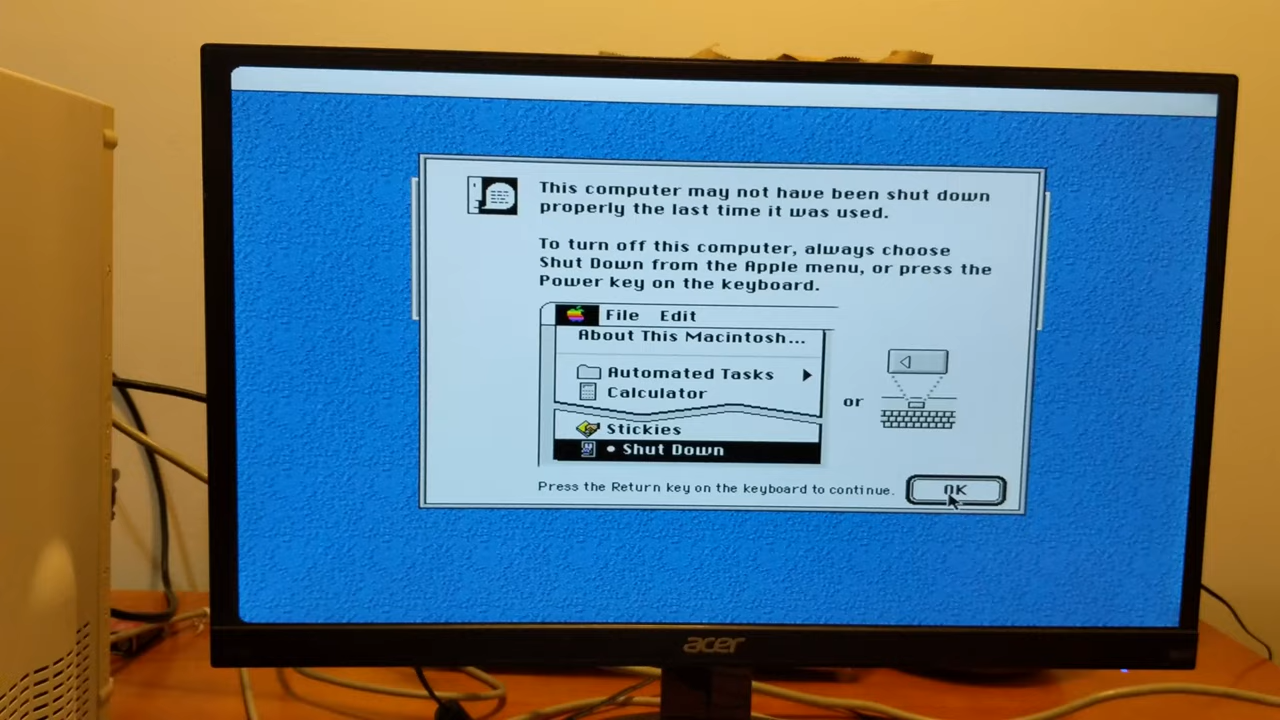 This computer may not have been shut down
properly the last time it was used.
To turn off this computer, always choose
Shut Down from the Apple menu, or press the
Power key on the keyboard.
File Edit
About This Macintosh...
Automated Tasks
Calculator
Stickies
• Shut Down
or
Press the Return key on the keyboard to continue.
OK
acer